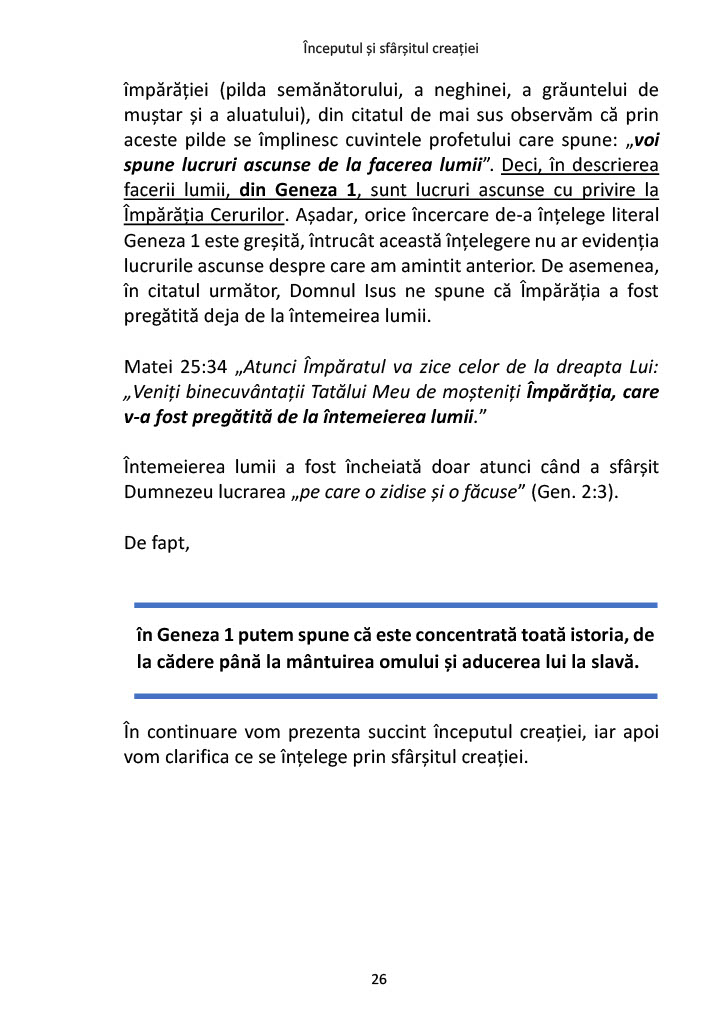 Începutul și sfârșitul creației
împărăției (pilda semănătorului, a neghinei, a grăuntelui de
muștar și a aluatului), din citatul de mai sus observăm că prin
aceste pilde se împlinesc cuvintele profetului care spune: „voi
spune lucruri ascunse de la facerea lumii”. Deci, în descrierea
facerii lumii, din Geneza 1, sunt lucruri ascunse cu privire la
Împărăția Cerurilor. Așadar, orice încercare de-a înțelege literal
Geneza 1 este greșită, întrucât această înțelegere nu ar evidenția
lucrurile ascunse despre care am amintit anterior. De asemenea,
în citatul următor, Domnul Isus ne spune că Împărăția a fost
pregătită deja de la întemeirea lumii.
Matei 25:34 „Atunci Împăratul va zice celor de la dreapta Lui:
„Veniți binecuvântații Tatălui Meu de moșteniți Împărăția, care
v-a fost pregătită de la întemeierea lumii.”
Întemeierea lumii a fost încheiată doar atunci când a sfârșit
Dumnezeu lucrarea „pe care o zidise și o făcuse” (Gen. 2:3).
De fapt,
în Geneza 1 putem spune că este concentrată toată istoria, de
la cădere până la mântuirea omului și aducerea lui la slavă.
În continuare vom prezenta succint începutul creației, iar apoi
vom clarifica ce se înțelege prin sfârșitul creației.
26